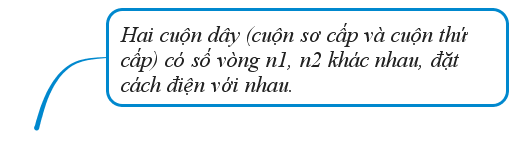 Hai cuộn dây (cuộn sơ cấp và cuộn thứ
cấp) có số vòng n1, n2 khác nhau, đặt
cách điện với nhau.